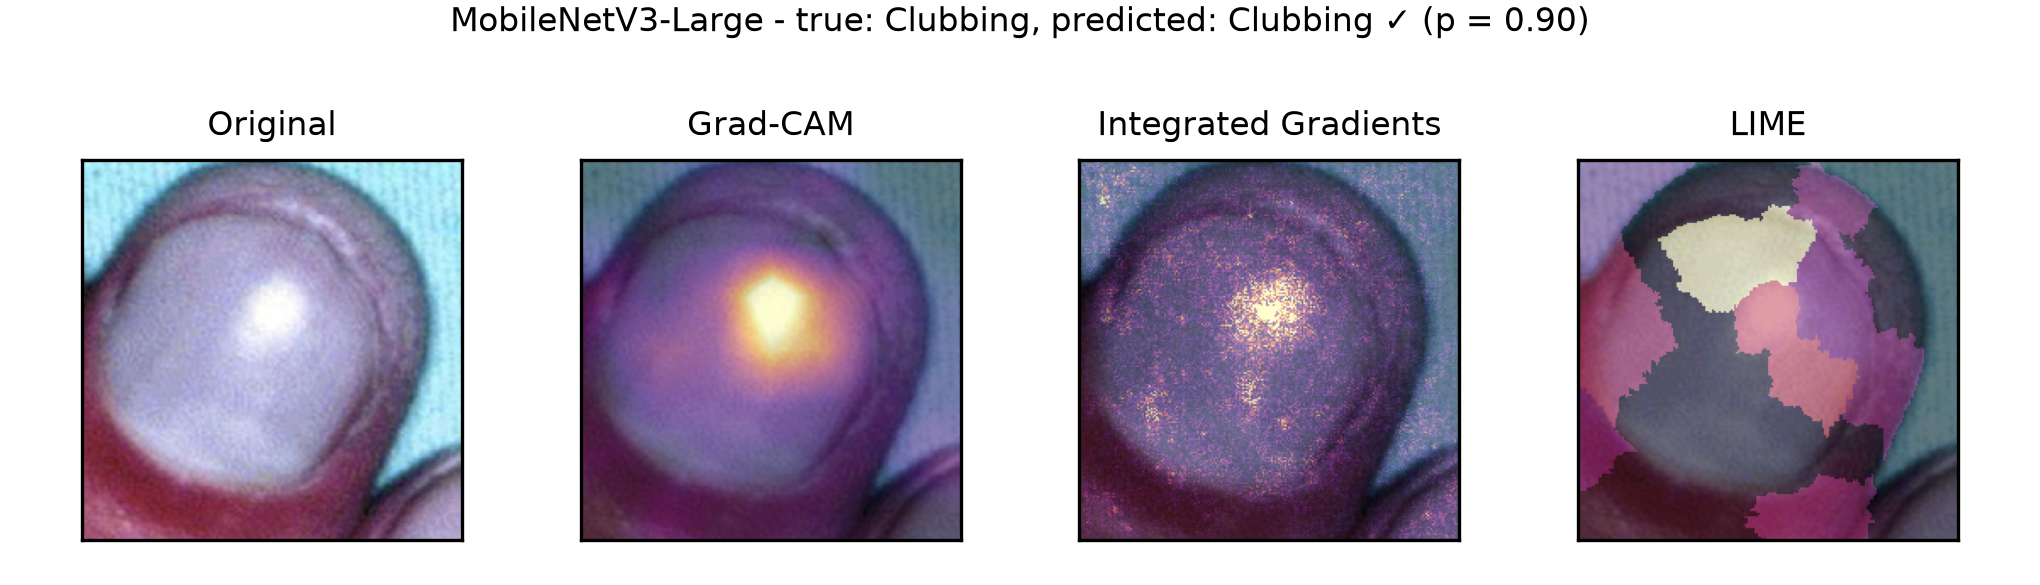 MobileNetV3-Large - true: Clubbing, predicted: Clubbing ✓ (p = 0.90)
Original
Grad-CAM
Integrated Gradients
LIME